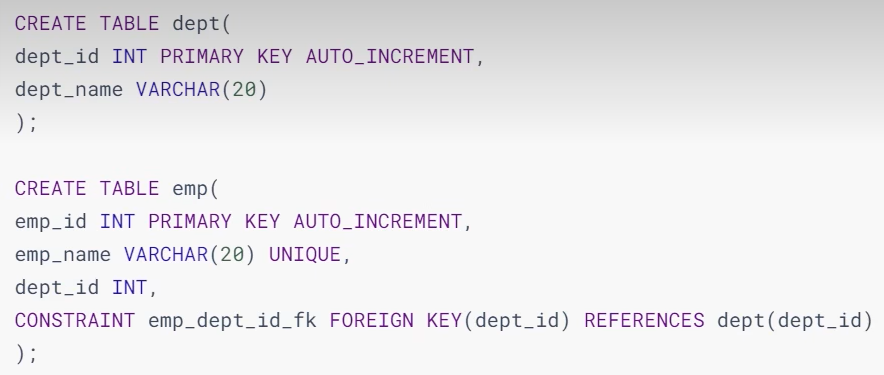 CREATE TABLE dept(
dept_id INT PRIMARY KEY AUTO_INCREMENT,
dept_name VARCHAR(20)
);
CREATE TABLE emp(
emp_id INT PRIMARY KEY AUTO_INCREMENT,
emp_name VARCHAR(20) UNIQUE,
dept_id INT,
CONSTRAINT emp_dept_id_fk FOREIGN KEY(dept_id) REFERENCES dept(dept_id)
);